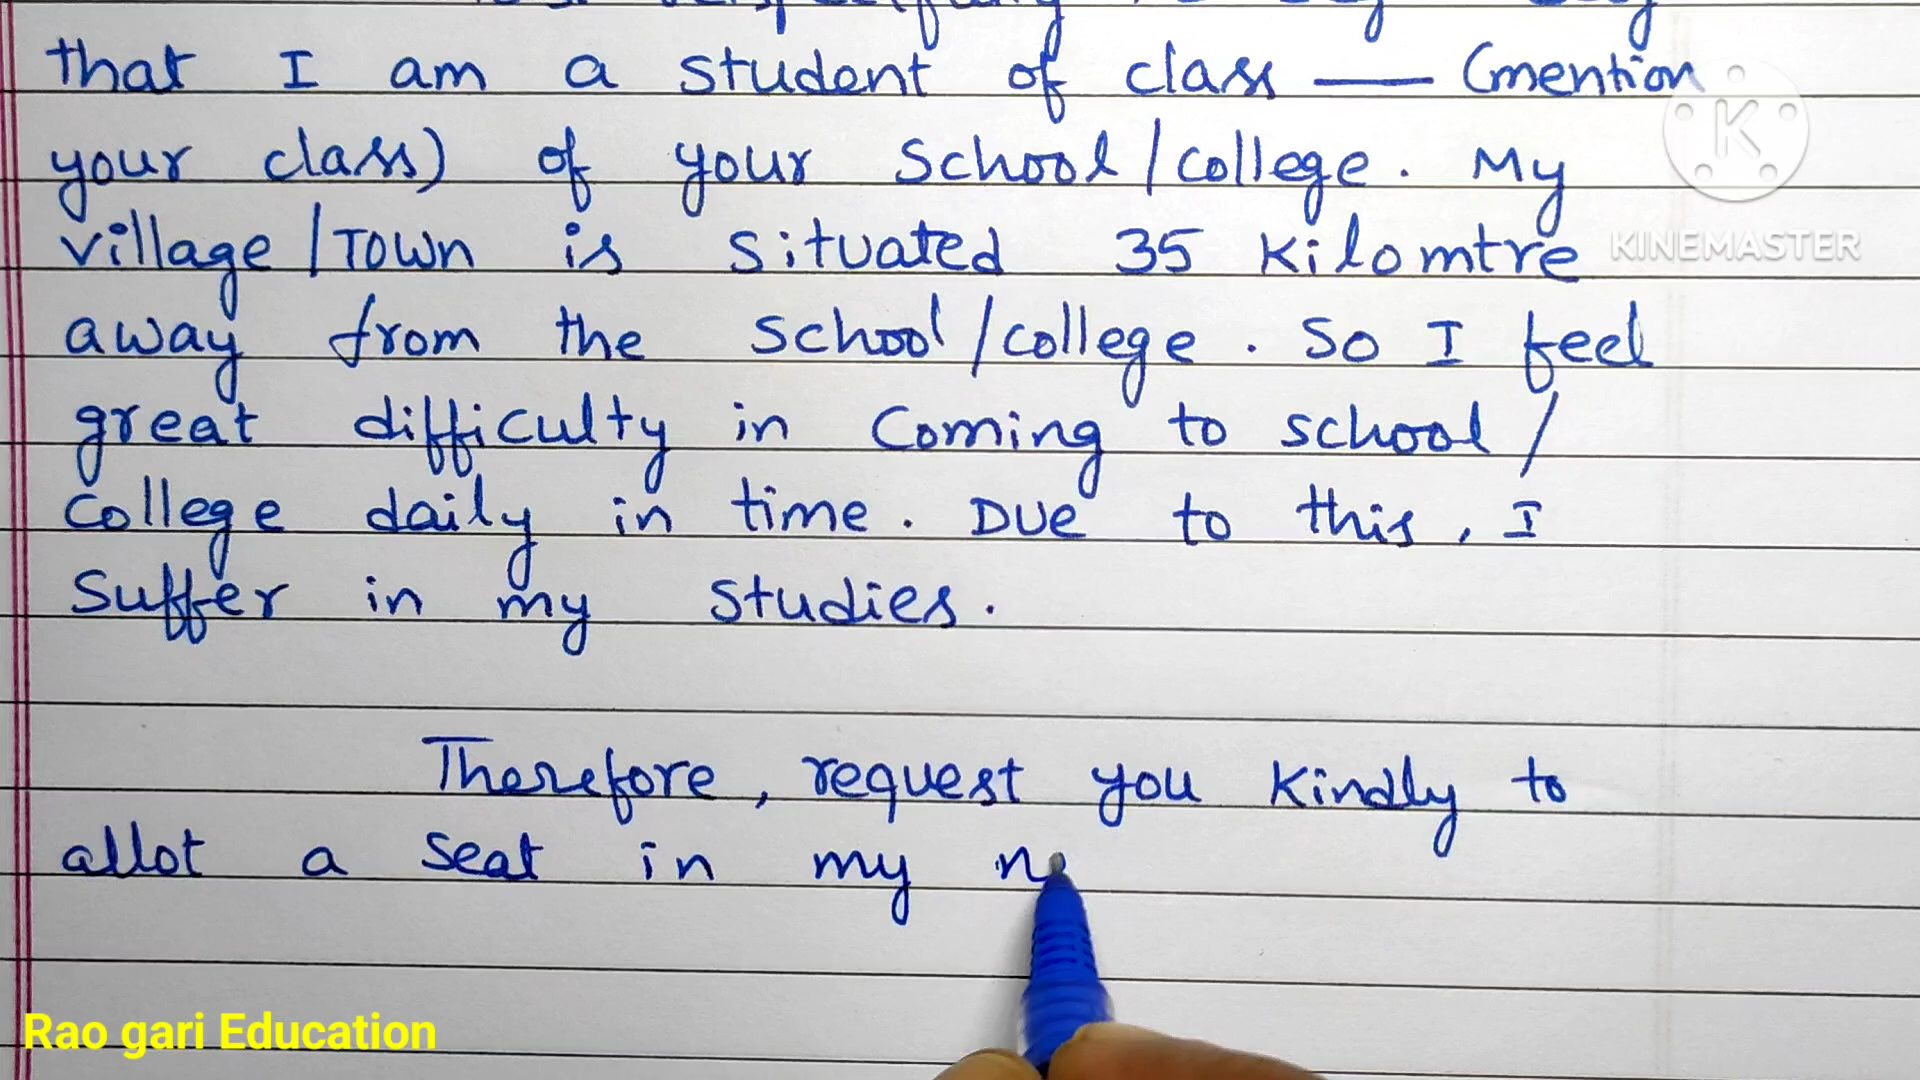 that I am a student of class — (mention
your class) of your school/college. My
village/Town is situated 35 kilomtre
away from the school/college. So I feel
great difficulty in coming to school/
college daily in time. Due to this, I
suffer in my studies.
Therefore, request you kindly to
allot a seat in my n
K
KINEMASTER
Rao gari Education